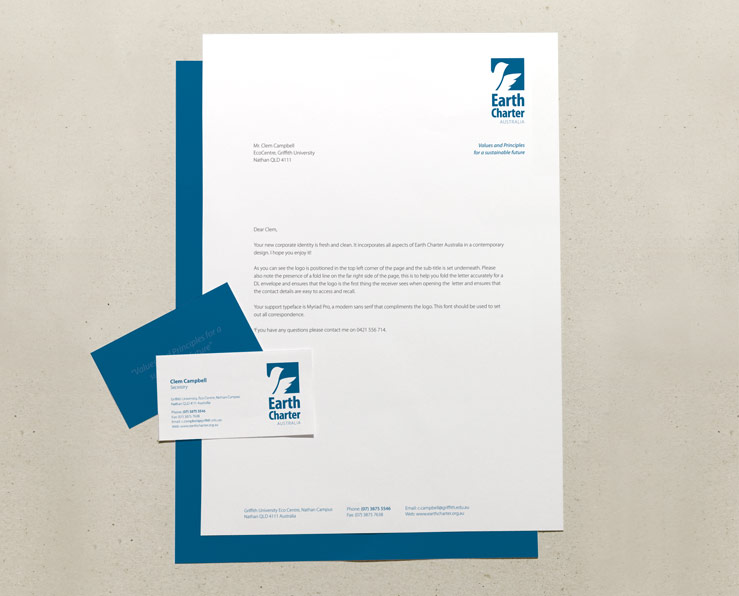 Earth
Charter
AUSTRALIA
Values and Principles
for a sustainable future
Mr. Clem Campbell
EcoCentre, Griffith University
Nathan QLD 4111
Dear Clem,
Your new corporate identity is fresh and clean. It incorporates all aspects of Earth Charter Australia in a contemporary
design. I hope you enjoy it!
As you can see the logo is positioned in the top left corner of the page and the sub-title is set underneath. Please
also note the presence of a fold line on the far right side of the page, this is to help you fold the letter accurately for a
DL envelope and ensures that the logo is the first thing the receiver sees when opening the letter and ensures that
the contact details are easy to access and recall.
Your support typeface is Myriad Pro, a modern sans serif that compliments the logo. This font should be used to set
out all correspondence.
If you have any questions please contact me on 0421 556 714.
"Values and Principles for a
Clem Campbell
Secretary
Griffith University, Eco Centre, Nathan Campus
Nathan QLD 4111 Australia
Phone: (07) 3875 5546
Fax: (07) 3875 7658
Email: c.campbell@griffith.edu.au
Web: www.earthcharter.org.au
Earth
Charter
AUSTRALIA
Griffith University Eco Centre, Nathan Campus
Nathan QLD 4111 Australia
Phone: (07) 3875 5546
Fax: (07) 3875 7658
Email: c.campbell@griffith.edu.au
Web: www.earthcharter.org.au